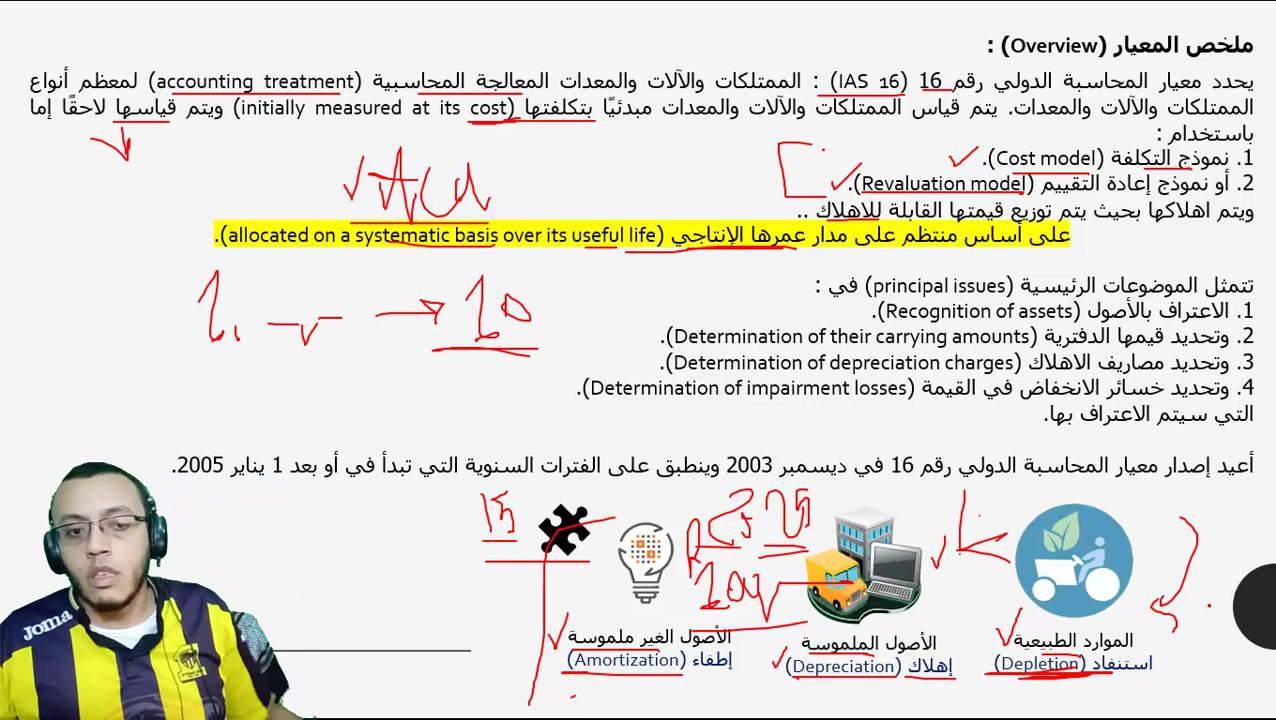 ملخص المعيار (Overview) :
يحدد معيار المحاسبة الدولي رقم 16 (IAS 16) : الممتلكات والآلات والمعدات المعالجة المحاسبية (accounting treatment) لمعظم أنواع
الممتلكات والآلات والمعدات. يتم قياس الممتلكات والآلات والمعدات مبدئيًا بتكلفتها (initially measured at its cost) ويتم قياسها لاحقًا إما
باستخدام :
1. نموذج التكلفة (Cost model).
2. أو نموذج إعادة التقييم (Revaluation model).
ويتم اهلاكها بحيث يتم توزيع قيمتها القابلة للاهلاك ..
على أساس منتظم على مدار عمرها الإنتاجي (allocated on a systematic basis over its useful life).
10
تتمثل الموضوعات الرئيسية (principal issues) في :
1. الاعتراف بالأصول (Recognition of assets).
2. وتحديد قيمها الدفترية (Determination of their carrying amounts).
3. وتحديد مصاريف الاهلاك (Determination of depreciation charges).
4. وتحديد خسائر الانخفاض في القيمة (Determination of impairment losses).
التي سيتم الاعتراف بها.
أعيد إصدار معيار المحاسبة الدولي رقم 16 في ديسمبر 2003 وينطبق على الفترات السنوية التي تبدأ في أو بعد 1 يناير 2005.
15
25
الموارد الطبيعية
استنفاد (Depletion)
الأصول الملموسة
إهلاك (Depreciation)
الأصول الغير ملموسة
إطفاء (Amortization)
Joma